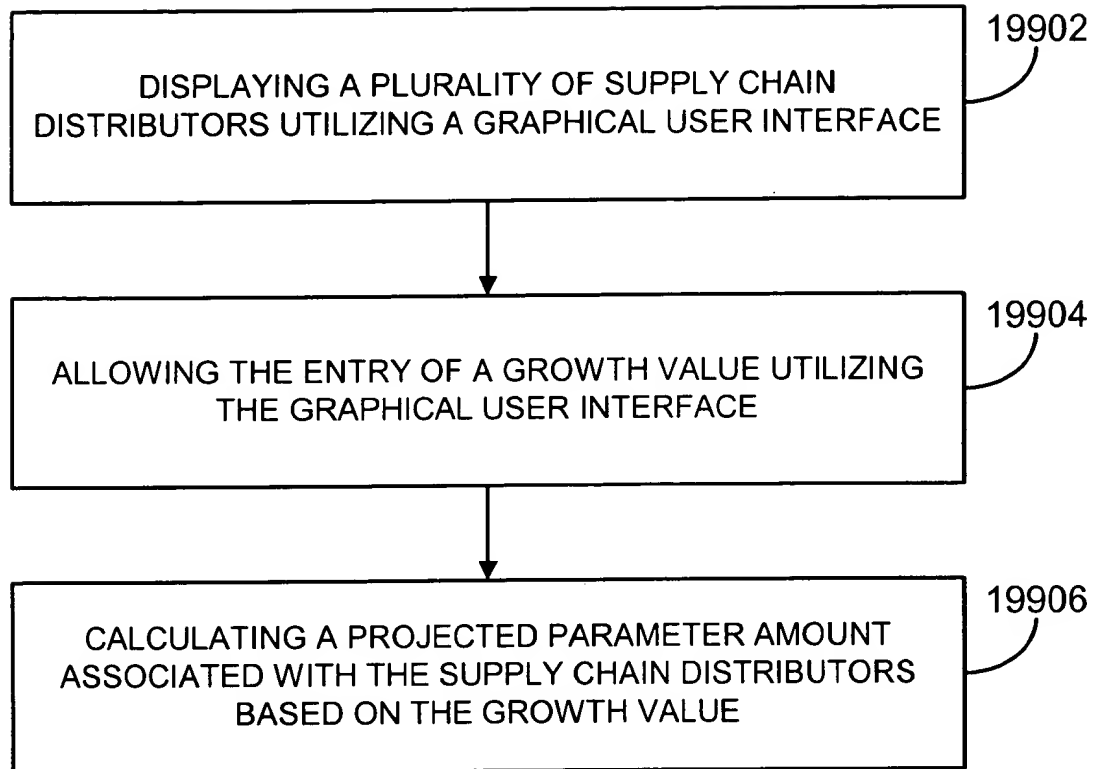 19902
DISPLAYING A PLURALITY OF SUPPLY CHAIN
DISTRIBUTORS UTILIZING A GRAPHICAL USER INTERFACE
19904
ALLOWING THE ENTRY OF A GROWTH VALUE UTILIZING
THE GRAPHICAL USER INTERFACE
19906
CALCULATING A PROJECTED PARAMETER AMOUNT
ASSOCIATED WITH THE SUPPLY CHAIN DISTRIBUTORS
BASED ON THE GROWTH VALUE